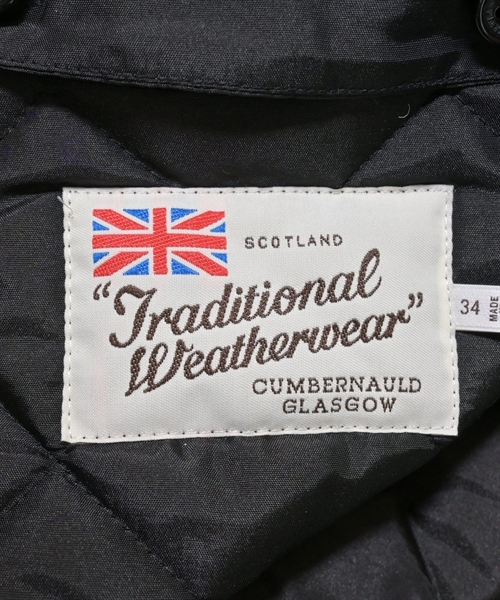 SCOTLAND
“Traditional
Weatherwear”
CUMBERNAULD
GLASGOW
34
MADE